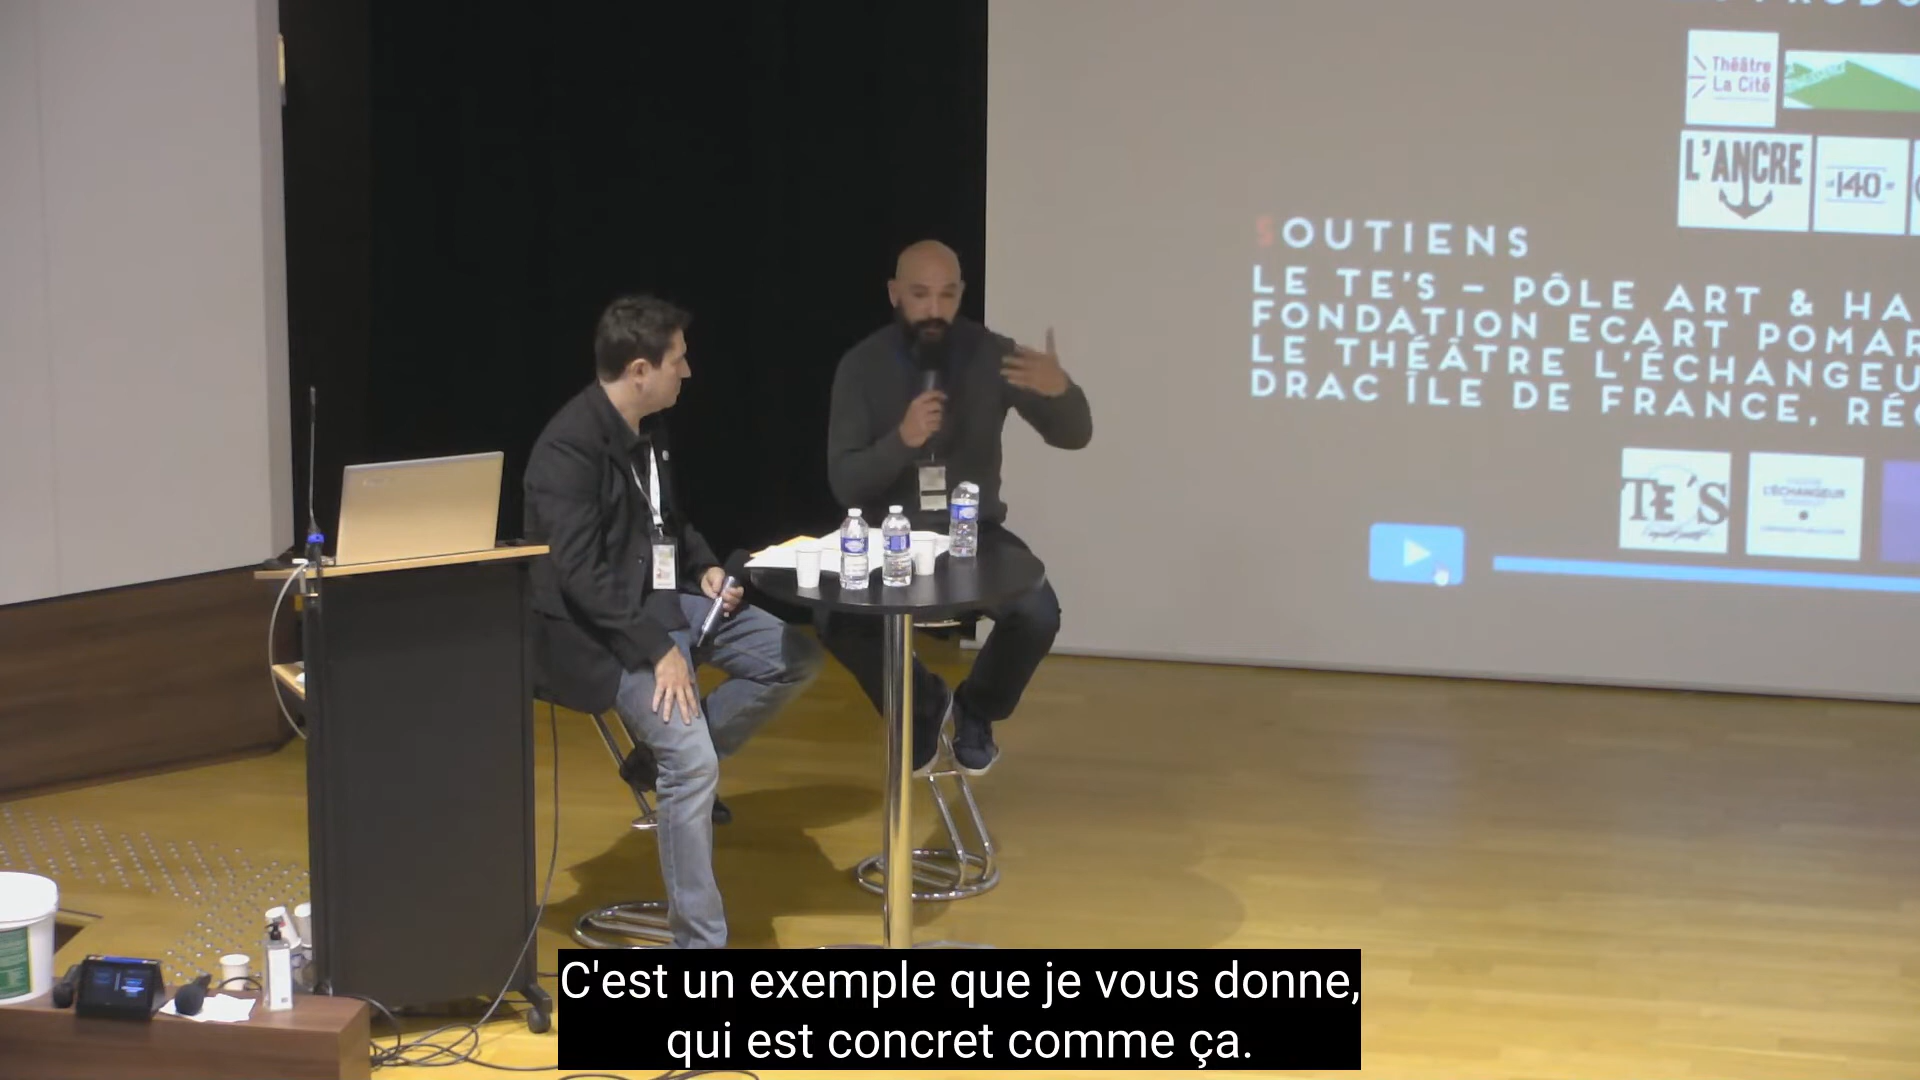 Théâtre
La Cité
L'ANCRE
140
SOUTIENS
LE TE'S – PÔLE ART & HA
FONDATION ECART POMAR
LE THÉÂTRE L'ÉCHANGEU
DRAC ÎLE DE FRANCE, RÉG
TE'S
L'ÉCHANGEUR
C'est un exemple que je vous donne,
qui est concret comme ça.